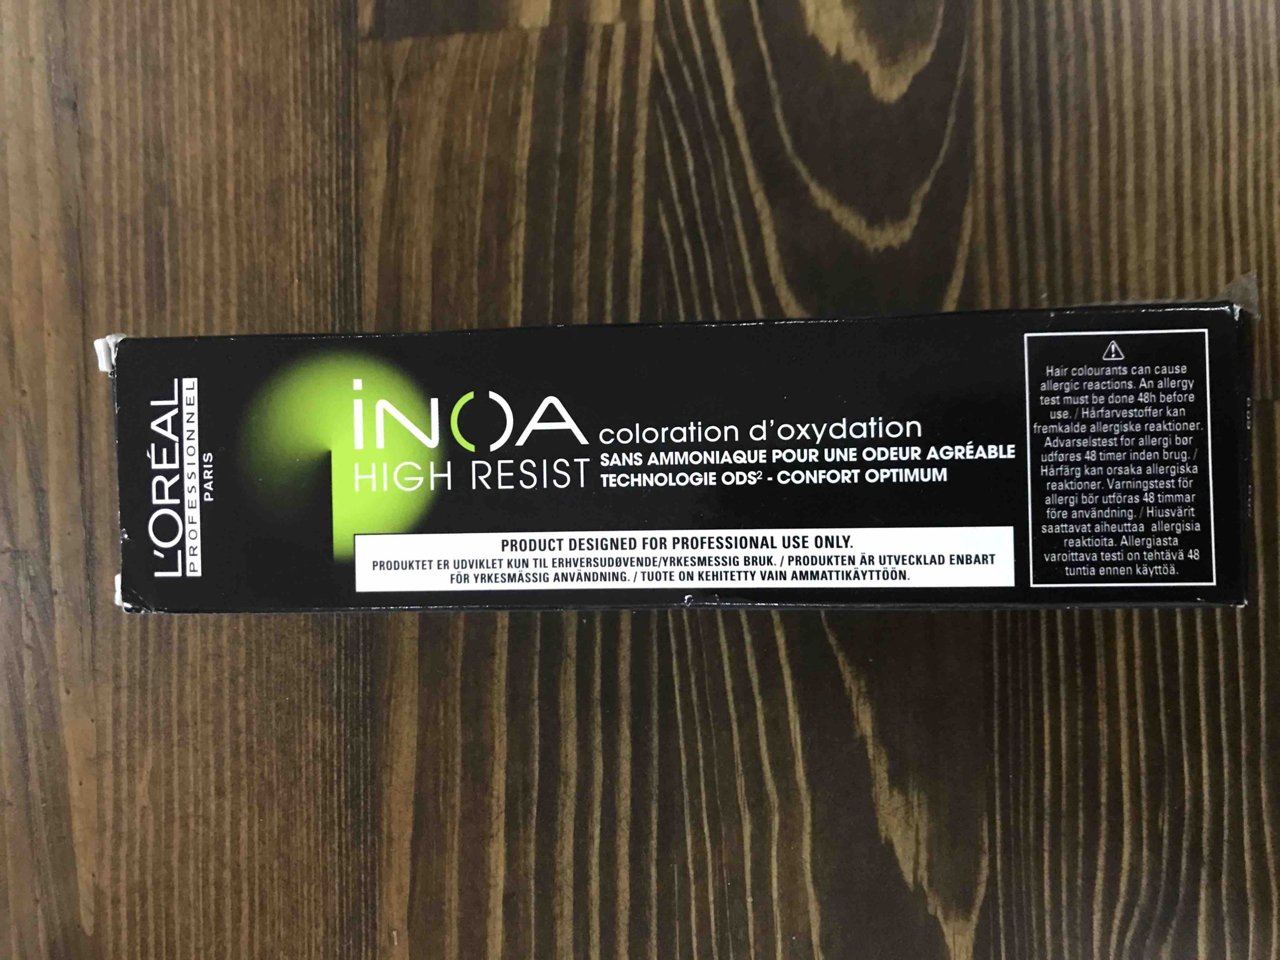 L'ORÉAL
PROFESSIONNEL
PARIS
iNOA
HIGH RESIST
coloration d'oxydation
SANS AMMONIAQUE POUR UNE ODEUR AGRÉABLE
TECHNOLOGIE ODS² - CONFORT OPTIMUM
PRODUCT DESIGNED FOR PROFESSIONAL USE ONLY.
PRODUKTET ER UDVIKLET KUN TIL ERHVERSUDØVENDE/YRKESMESSIG BRUK. / PRODUKTEN ÄR UTVECKLAD ENBART
FÖR YRKESMÄSSIG ANVÄNDNING. / TUOTE ON KEHITETTY VAIN AMMATTIKÄYTTÖÖN.
Hair colourants can cause
allergic reactions. An allergy
test must be done 48h before
use. / Hårfarvestoffer kan
fremkalde allergiske reaktioner.
Advarselstest for allergi bør
udføres 48 timer inden brug. /
Hårfärg kan orsaka allergiska
reaktioner. Varningstest för
allergi bör utföras 48 timmar
före användning. / Hiusvärit
saattavat aiheuttaa allergisia
reaktioita. Allergiasta
varoittava testi on tehtävä 48
tuntia ennen käyttöä.